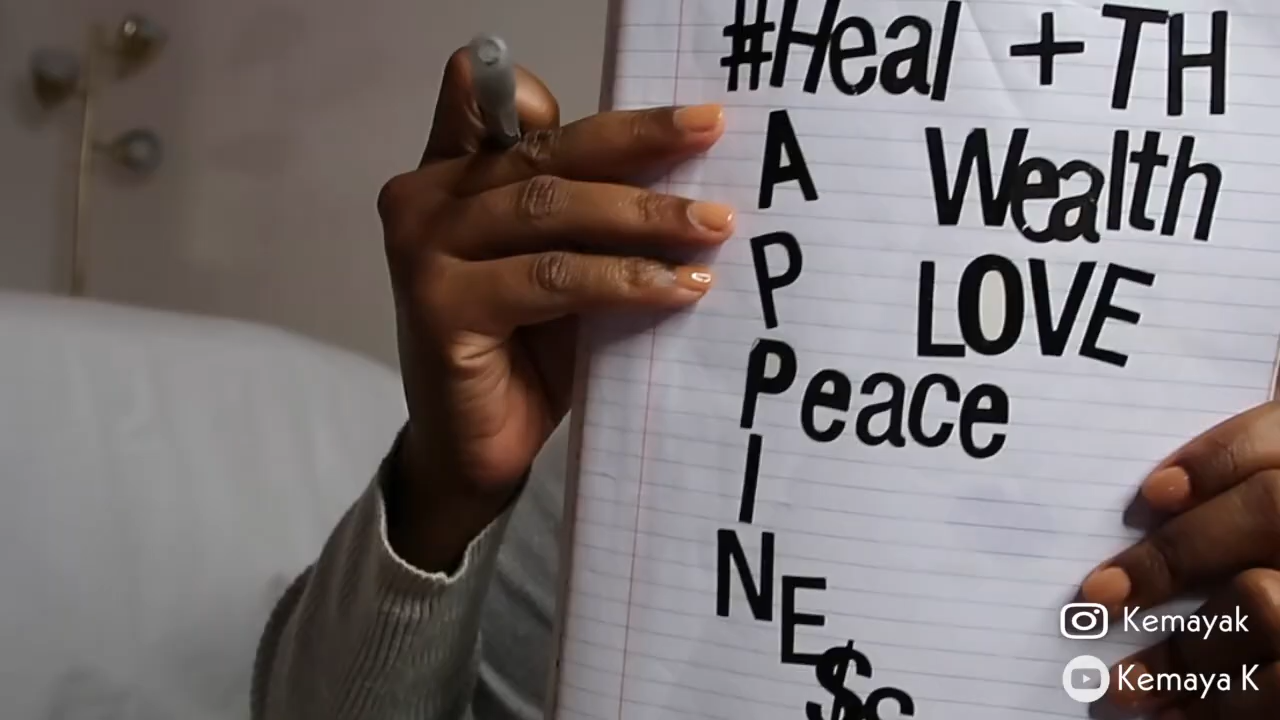 #Heal + TH
A Wealth
P LOVE
Peace
I
N
E
$s
Kemayak
Kemaya K